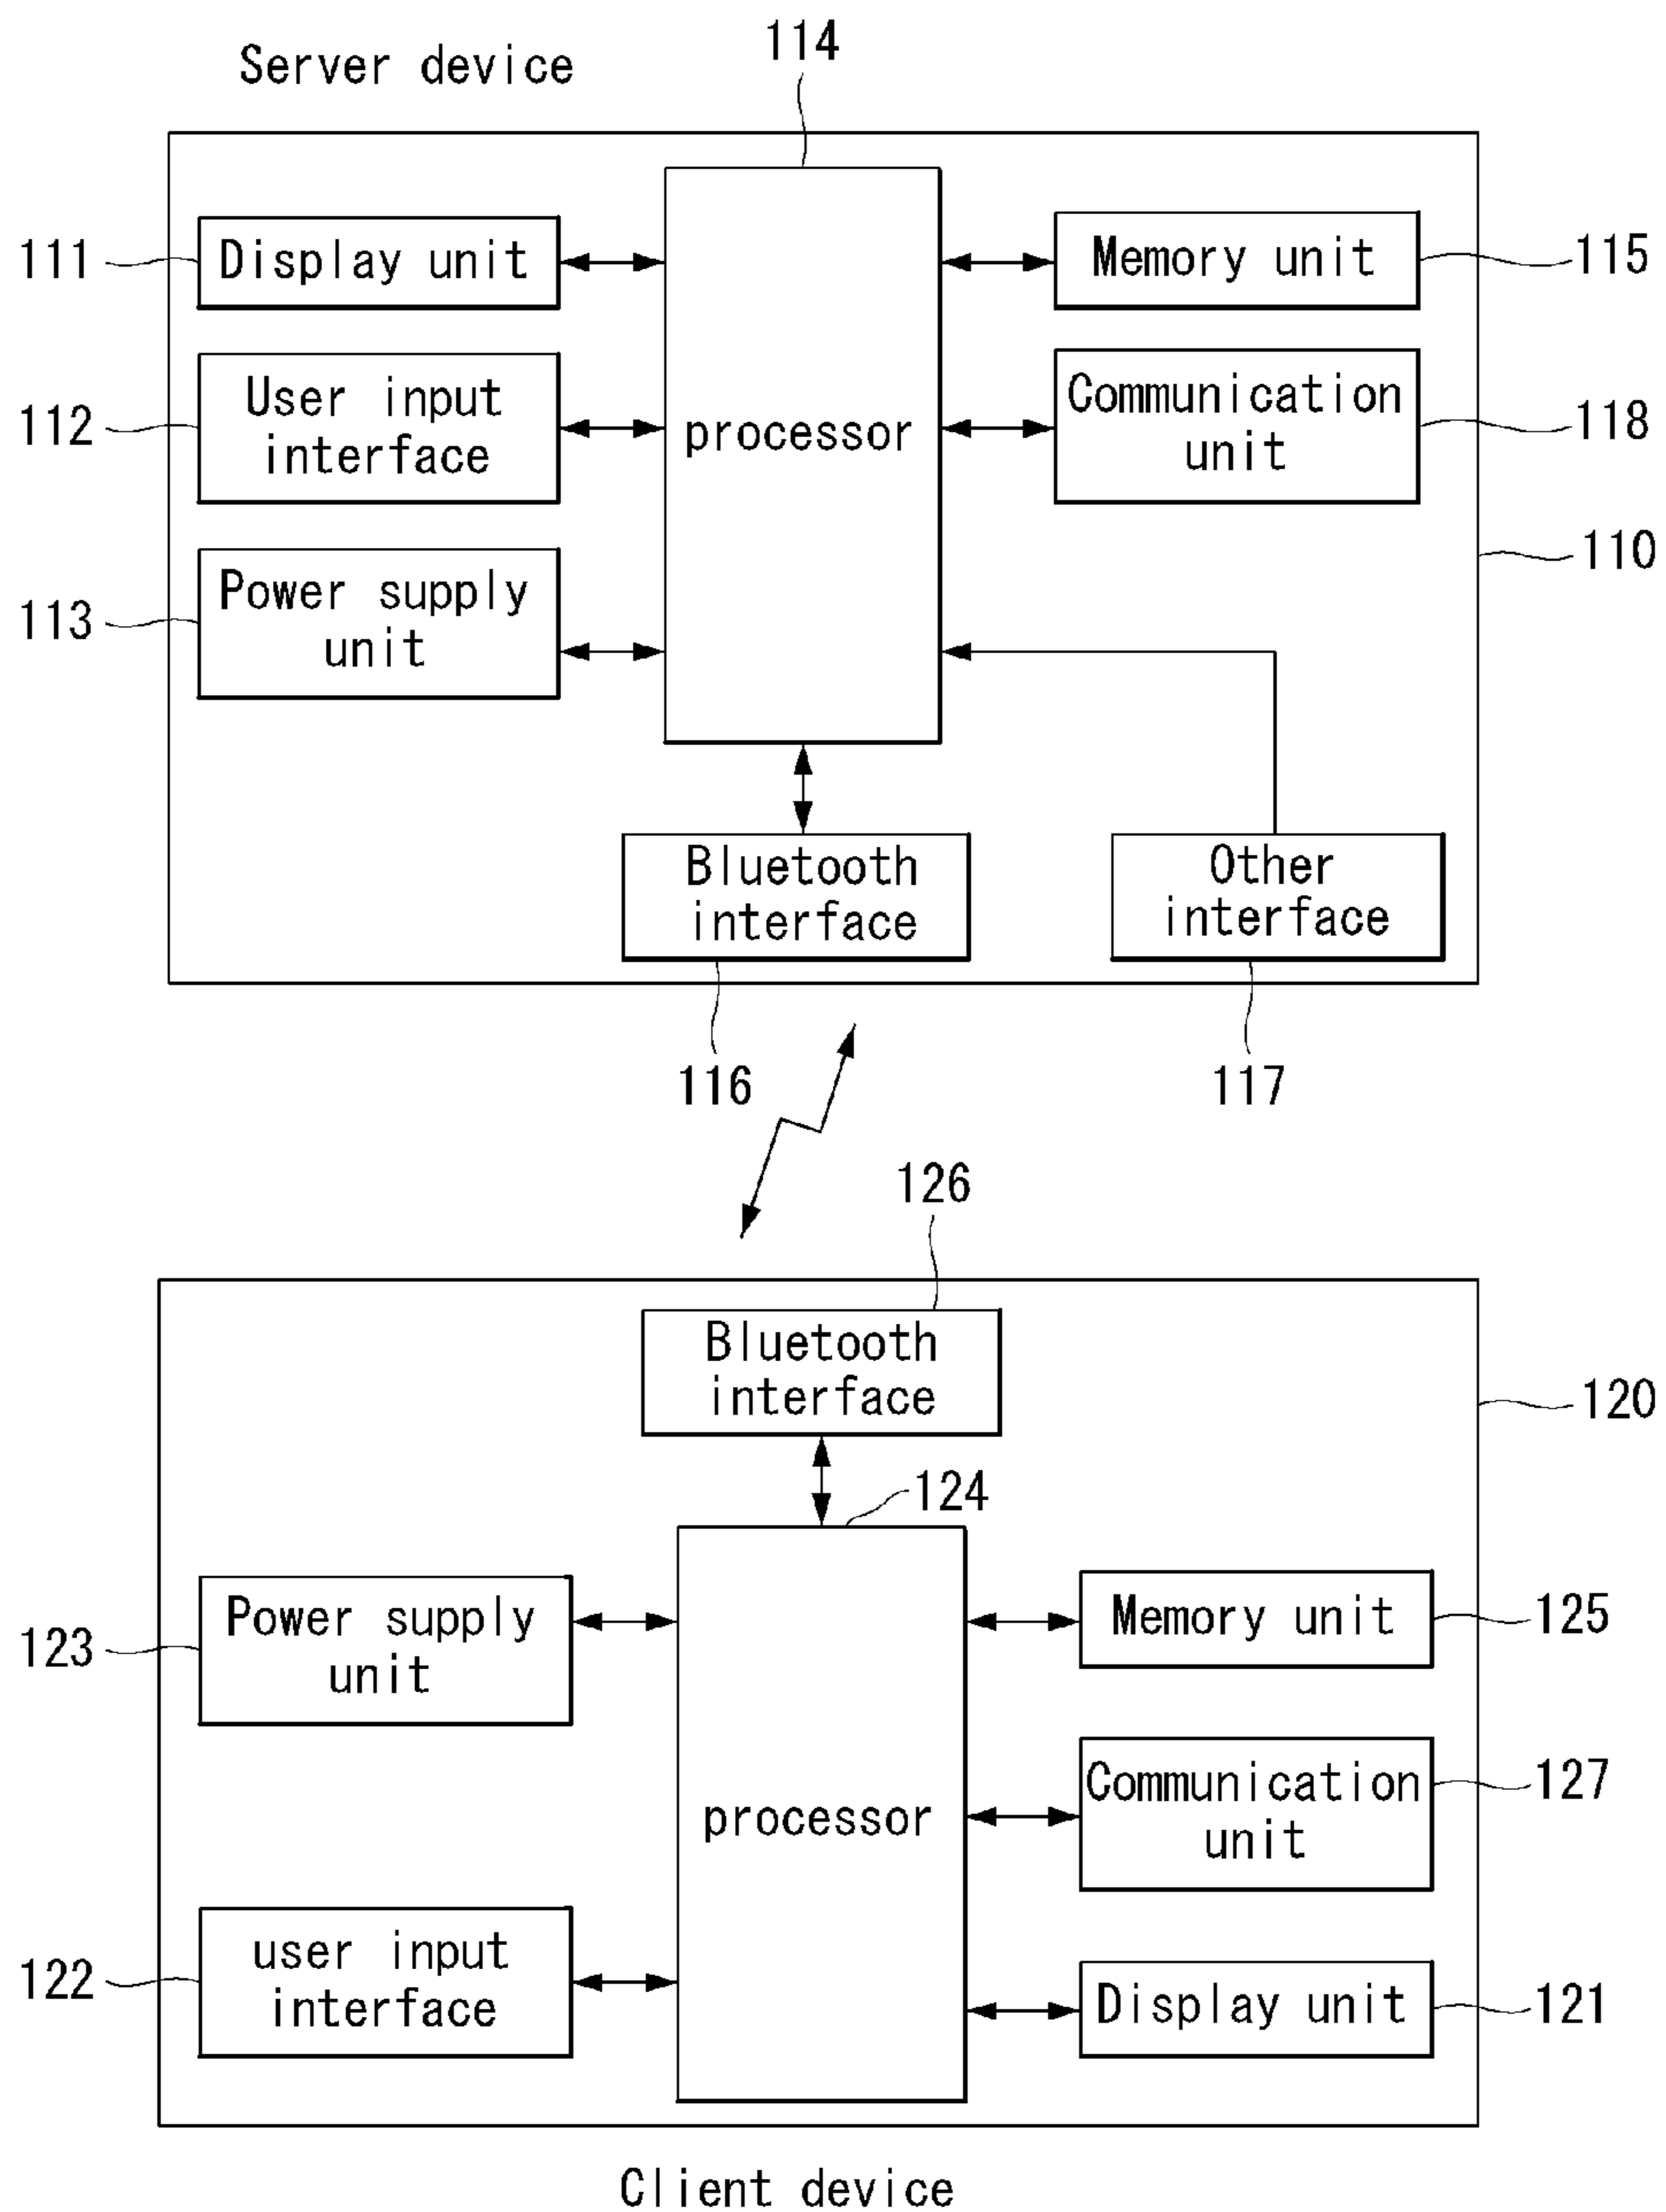 Server device
114
111
Display unit
Memory unit
115
112
User input
interface
processor
Communication
unit
118
110
113
Power supply
unit
Bluetooth
interface
Other
interface
116
117
126
Bluetooth
interface
120
124
123
Power supply
unit
Memory unit
125
processor
Communication
unit
127
122
user input
interface
Display unit
121
Client device